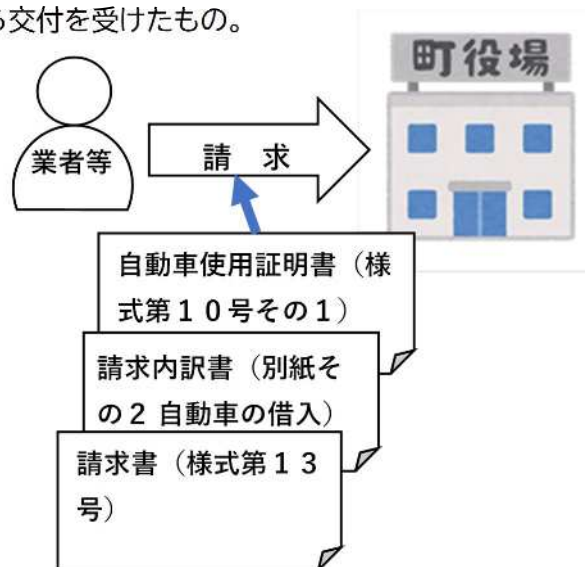 る交付を受けたもの。
町役場
業者等
請　求
自動車使用証明書（様
式第１０号その１）
請求内訳書（別紙そ
の２ 自動車の借入）
請求書（様式第１３
号）